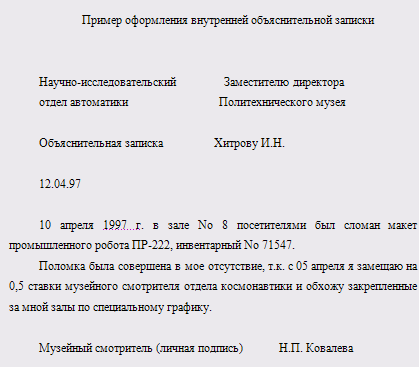 Пример оформления внутренней объяснительной записки
Научно-исследовательский Заместителю директора
отдел автоматики Политехнического музея
Объяснительная записка Хитрову И.Н.
12.04.97
10 апреля 1997 г. в зале No 8 посетителями был сломан макет
промышленного робота ПР-222, инвентарный No 71547.
Поломка была совершена в мое отсутствие, т.к. с 05 апреля я замещаю на
0,5 ставки музейного смотрителя отдела космонавтики и обхожу закрепленные
за мной залы по специальному графику.
Музейный смотритель (личная подпись) Н.П. Ковалева